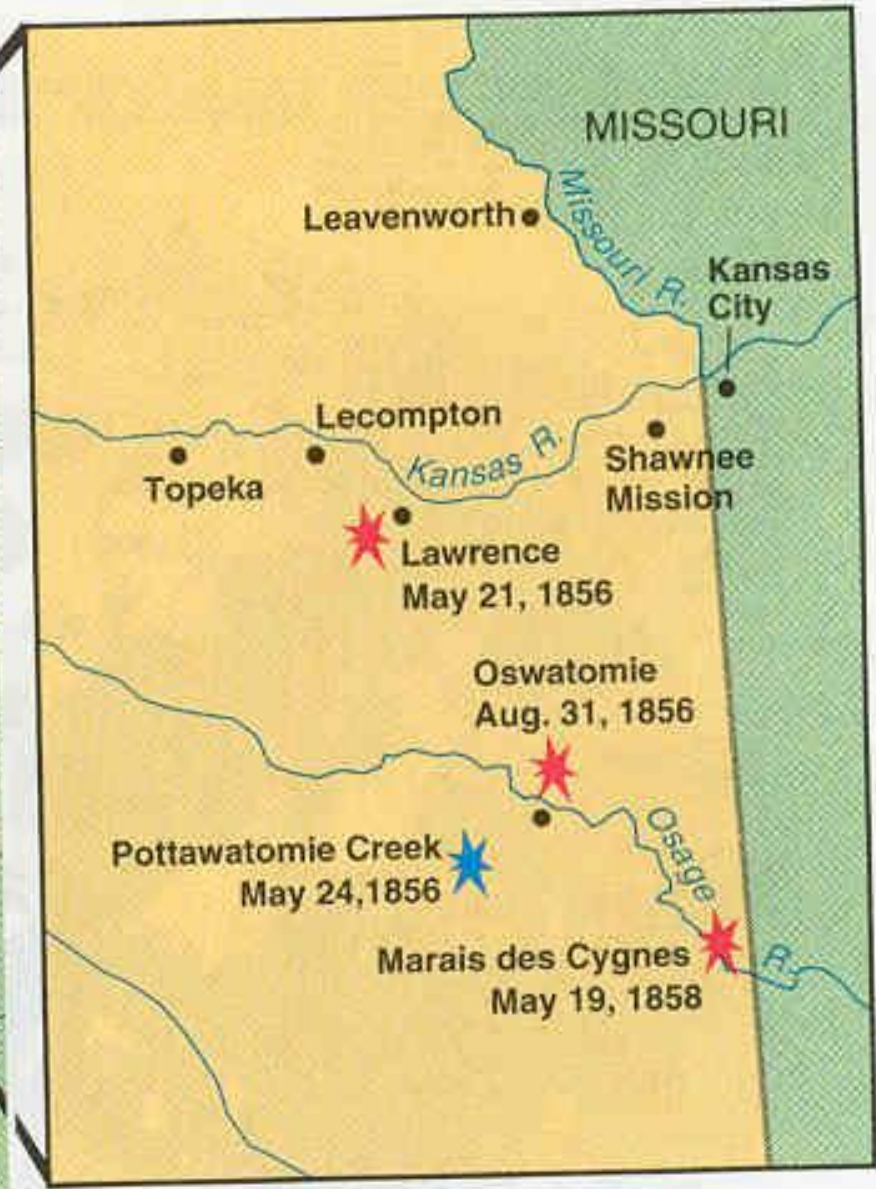 MISSOURI
Leavenworth
Missouri R.
Kansas
City
Lecompton
Kansas R.
Topeka
Shawnee
Mission
Lawrence
May 21, 1856
Oswatomie
Aug. 31, 1856
Pottawatomie Creek
May 24,1856
Osage
R.
Marais des Cygnes
May 19, 1858